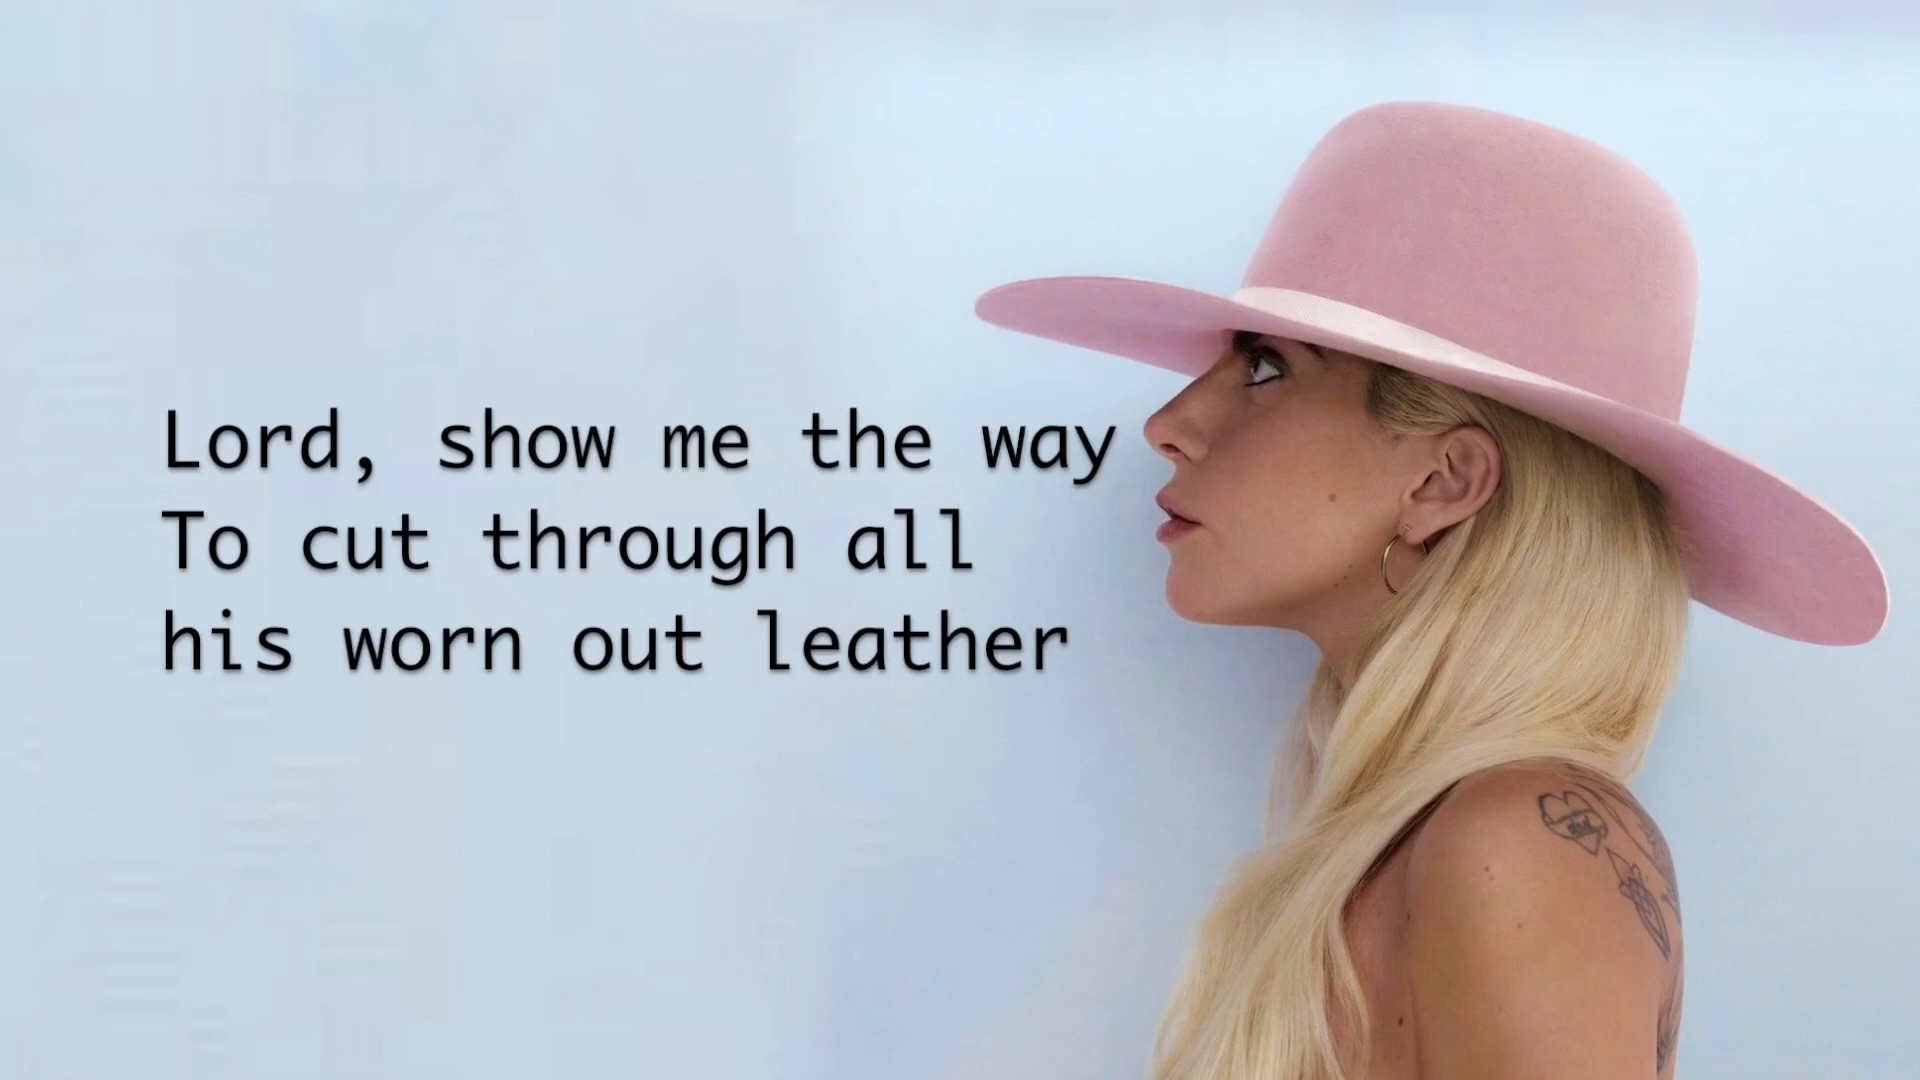 Lord, show me the way
To cut through all
his worn out leather